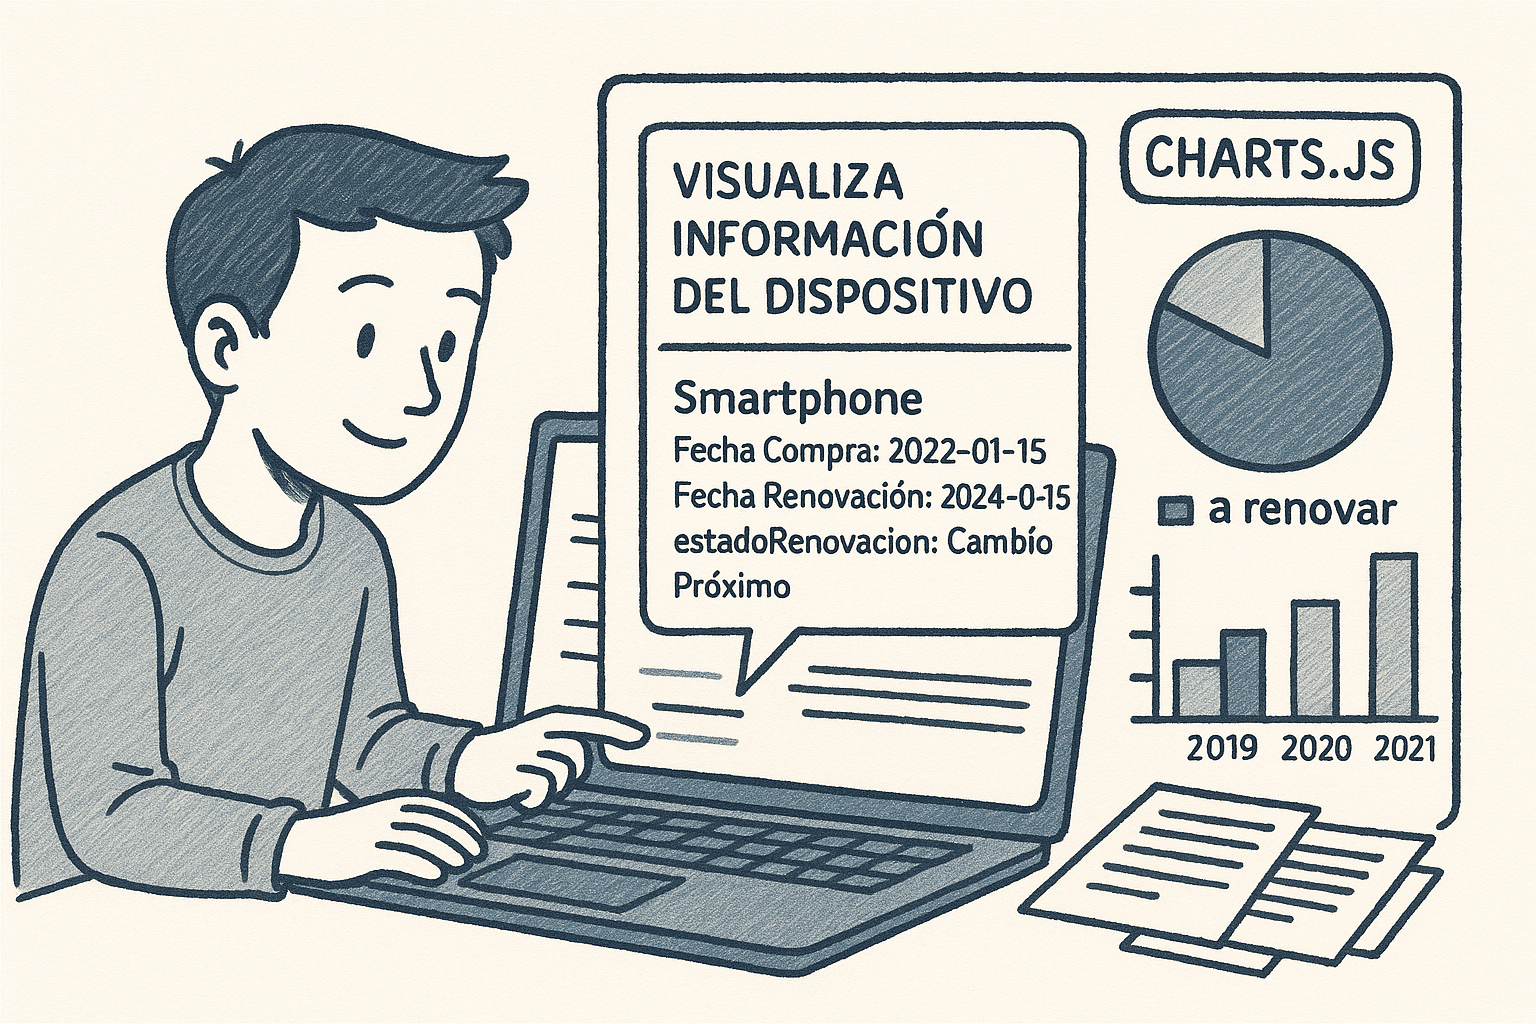 VISUALIZA
INFORMACIÓN
DEL DISPOSITIVO
Smartphone
Fecha Compra: 2022-01-15
Fecha Renovación: 2024-0-15
estadoRenovacion: Cambío
Próximo
CHARTS.JS
a renovar
2019 2020 2021